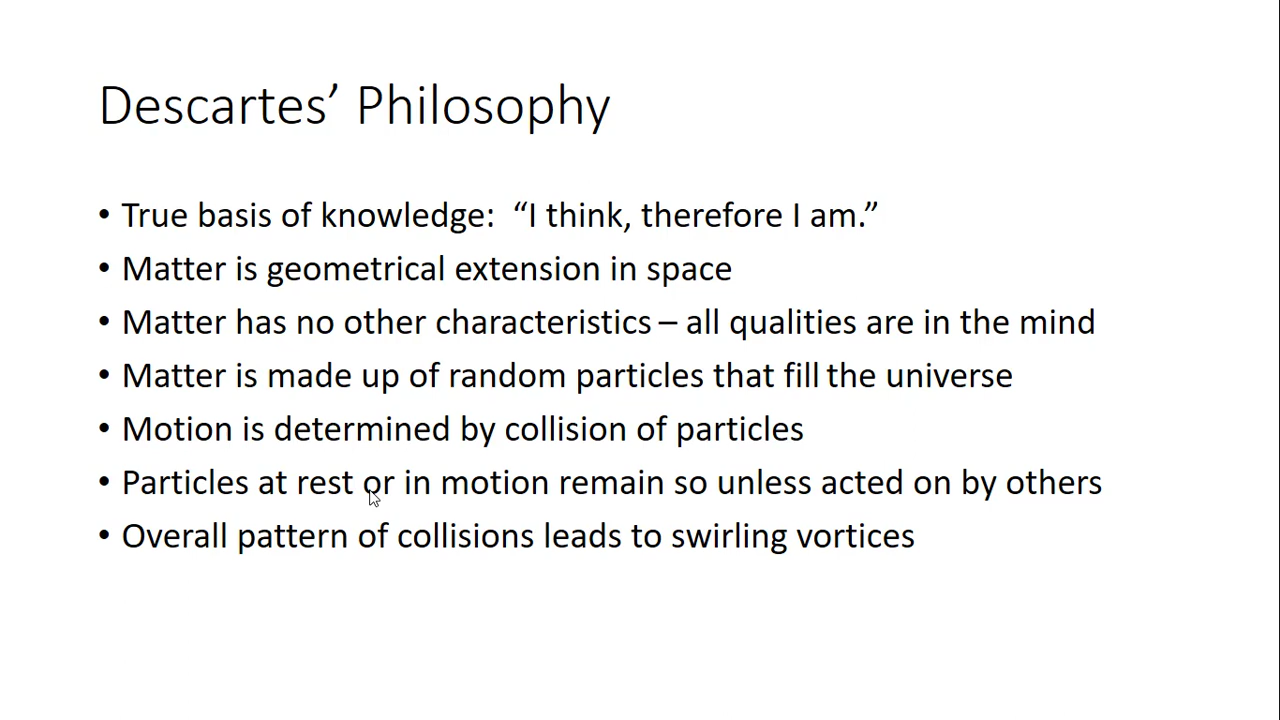 Descartes’ Philosophy
• True basis of knowledge:  “I think, therefore I am.”
• Matter is geometrical extension in space
• Matter has no other characteristics – all qualities are in the mind
• Matter is made up of random particles that fill the universe
• Motion is determined by collision of particles
• Particles at rest or in motion remain so unless acted on by others
• Overall pattern of collisions leads to swirling vortices